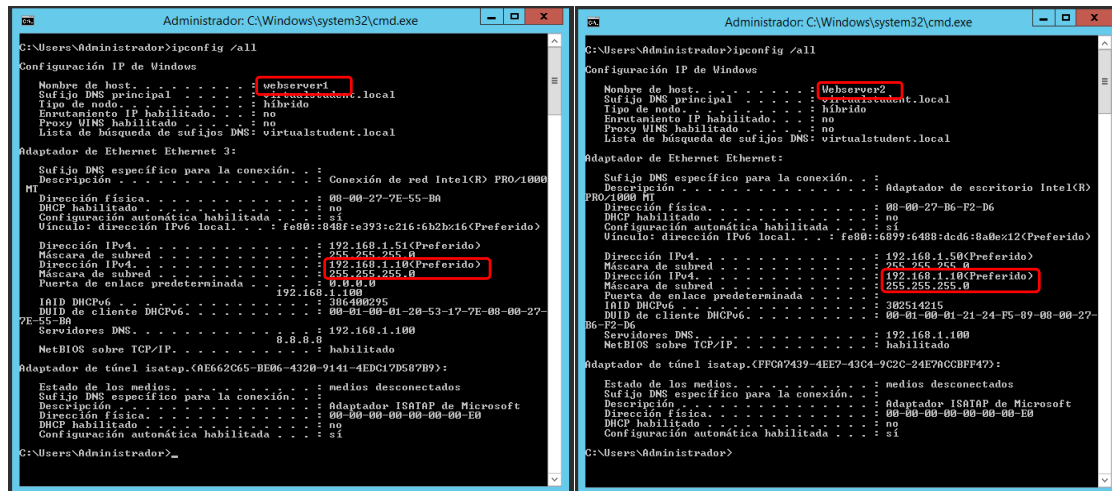 Administrador: C:\Windows\system32\cmd.exe
C:\Users\Administrador>ipconfig /all
Configuración IP de Windows
Nombre de host. . . . . . . . . : webserver1
Sufijo DNS principal . . . . . : virtualstudent.local
Tipo de nodo. . . . . . . . . . : híbrido
Enrutamiento IP habilitado. . . : no
Proxy WINS habilitado . . . . . : no
Lista de búsqueda de sufijos DNS: virtualstudent.local
Adaptador de Ethernet Ethernet 3:
Sufijo DNS específico para la conexión. . :
Descripción . . . . . . . . . . . . . . . : Conexión de red Intel(R) PRO/1000
MT
Dirección física. . . . . . . . . . . . . : 08-00-27-7E-55-BA
DHCP habilitado . . . . . . . . . . . . . : no
Configuración automática habilitada . . . : sí
Vínculo: dirección IPv6 local. . . : fe80::848f:e393:c216:6b2b%16(Preferido)
Dirección IPv4. . . . . . . . . . . . . . : 192.168.1.51(Preferido)
Máscara de subred . . . . . . . . . . . . : 255.255.255.0
Dirección IPv4. . . . . . . . . . . . . . : 192.168.1.10(Preferido)
Máscara de subred . . . . . . . . . . . . : 255.255.255.0
Puerta de enlace predeterminada . . . . . : 0.0.0.0
192.168.1.100
IAID DHCPv6 . . . . . . . . . . . . . . . : 386400295
DUID de cliente DHCPv6. . . . . . . . . . : 00-01-00-01-20-53-17-7E-08-00-27-
7E-55-BA
Servidores DNS. . . . . . . . . . . . . . : 192.168.1.100
8.8.8.8
NetBIOS sobre TCP/IP. . . . . . . . . . . : habilitado
Adaptador de túnel isatap.{AE662C65-BE06-4320-9141-4EDC17D587B9}:
Estado de los medios. . . . . . . . . . . : medios desconectados
Sufijo DNS específico para la conexión. . :
Descripción . . . . . . . . . . . . . . . : Adaptador ISATAP de Microsoft
Dirección física. . . . . . . . . . . . . : 00-00-00-00-00-00-00-E0
DHCP habilitado . . . . . . . . . . . . . : no
Configuración automática habilitada . . . : sí
C:\Users\Administrador>_
Administrador: C:\Windows\system32\cmd.exe
C:\Users\Administrador>ipconfig /all
Configuración IP de Windows
Nombre de host. . . . . . . . . : Webserver2
Sufijo DNS principal . . . . . : virtualstudent.local
Tipo de nodo. . . . . . . . . . : híbrido
Enrutamiento IP habilitado. . . : no
Proxy WINS habilitado . . . . . : no
Lista de búsqueda de sufijos DNS: virtualstudent.local
Adaptador de Ethernet Ethernet:
Sufijo DNS específico para la conexión. . :
Descripción . . . . . . . . . . . . . . . : Adaptador de escritorio Intel(R)
PRO/1000 MT
Dirección física. . . . . . . . . . . . . : 08-00-27-B6-F2-D6
DHCP habilitado . . . . . . . . . . . . . : no
Configuración automática habilitada . . . : sí
Vínculo: dirección IPv6 local. . . : fe80::6899:6488:dcd6:8a0e%12(Preferido)
Dirección IPv4. . . . . . . . . . . . . . : 192.168.1.50(Preferido)
Máscara de subred . . . . . . . . . . . . : 255.255.255.0
Dirección IPv4. . . . . . . . . . . . . . : 192.168.1.10(Preferido)
Máscara de subred . . . . . . . . . . . . : 255.255.255.0
Puerta de enlace predeterminada . . . . . :
IAID DHCPv6 . . . . . . . . . . . . . . . : 302514215
DUID de cliente DHCPv6. . . . . . . . . . : 00-01-00-01-21-24-F5-89-08-00-27-
B6-F2-D6
Servidores DNS. . . . . . . . . . . . . . : 192.168.1.100
NetBIOS sobre TCP/IP. . . . . . . . . . . : habilitado
Adaptador de túnel isatap.{FFCA7439-4EE7-43C4-9C2C-24E7ACCBFF47}:
Estado de los medios. . . . . . . . . . . : medios desconectados
Sufijo DNS específico para la conexión. . :
Descripción . . . . . . . . . . . . . . . : Adaptador ISATAP de Microsoft
Dirección física. . . . . . . . . . . . . : 00-00-00-00-00-00-00-E0
DHCP habilitado . . . . . . . . . . . . . : no
Configuración automática habilitada . . . : sí
C:\Users\Administrador>